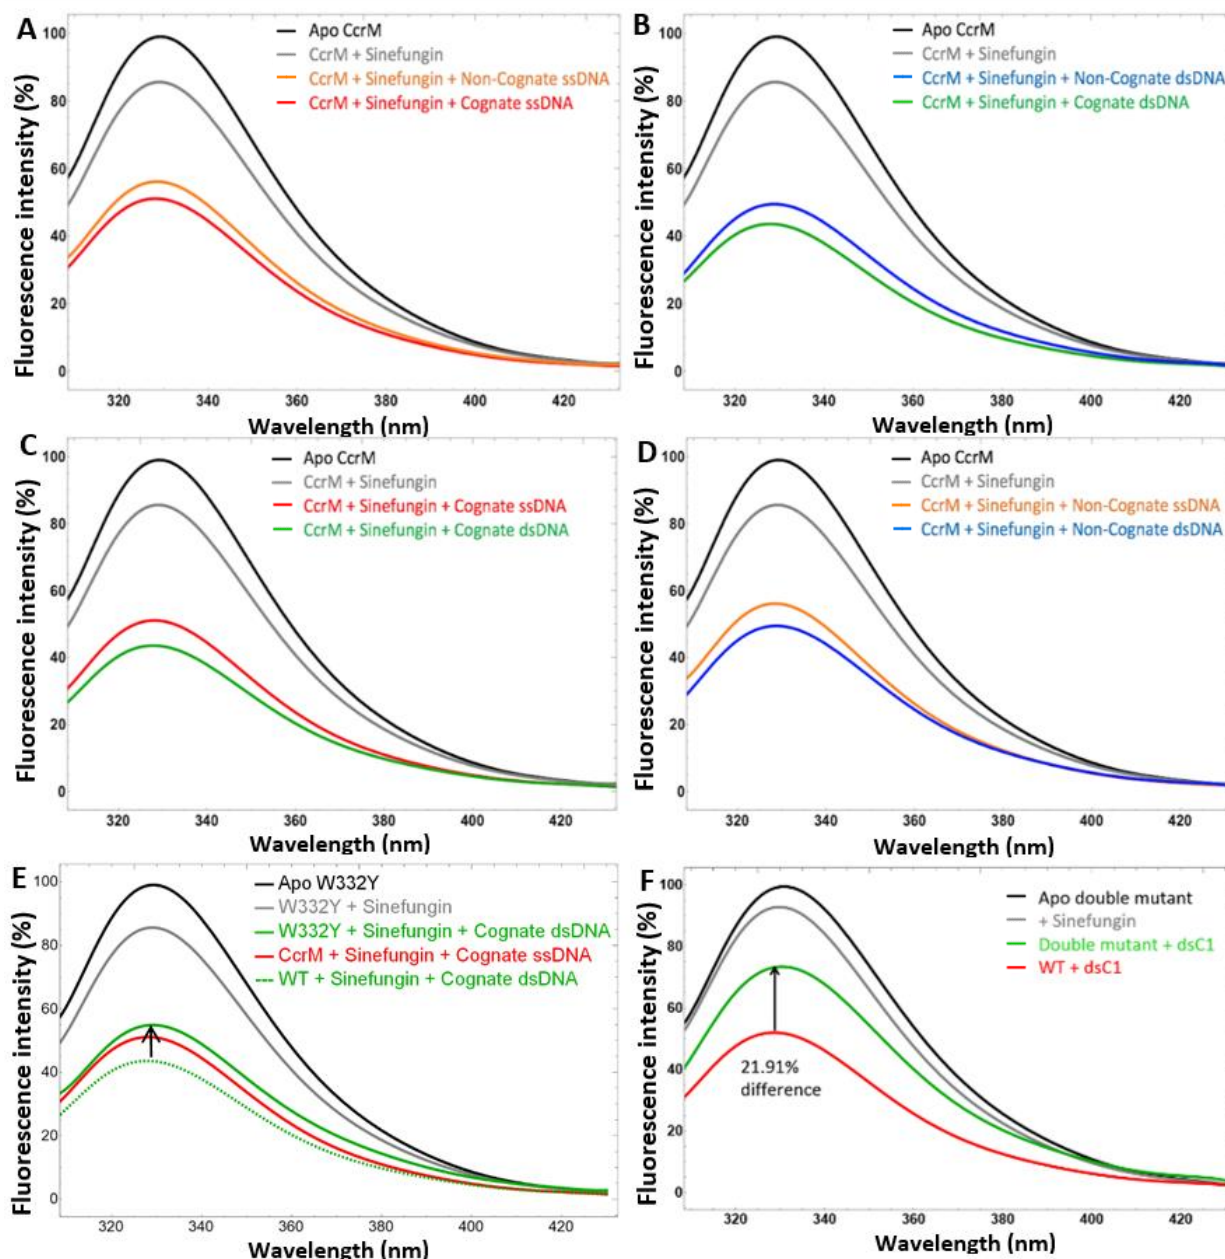 A
Apo CcrM
CcrM + Sinefungin
CcrM + Sinefungin + Non-Cognate ssDNA
CcrM + Sinefungin + Cognate ssDNA
Fluorescence intensity (%)
100
80
60
40
20
0
320 340 360 380 400 420
Wavelength (nm)
B
Apo CcrM
CcrM + Sinefungin
CcrM + Sinefungin + Non-Cognate dsDNA
CcrM + Sinefungin + Cognate dsDNA
Fluorescence intensity (%)
100
80
60
40
20
0
320 340 360 380 400 420
Wavelength (nm)
C
Apo CcrM
CcrM + Sinefungin
CcrM + Sinefungin + Cognate ssDNA
CcrM + Sinefungin + Cognate dsDNA
Fluorescence intensity (%)
100
80
60
40
20
0
320 340 360 380 400 420
Wavelength (nm)
D
Apo CcrM
CcrM + Sinefungin
CcrM + Sinefungin + Non-Cognate ssDNA
CcrM + Sinefungin + Non-Cognate dsDNA
Fluorescence intensity (%)
100
80
60
40
20
0
320 340 360 380 400 420
Wavelength (nm)
E
Apo W332Y
W332Y + Sinefungin
W332Y + Sinefungin + Cognate dsDNA
CcrM + Sinefungin + Cognate ssDNA
WT + Sinefungin + Cognate dsDNA
Fluorescence intensity (%)
100
80
60
40
20
0
320 340 360 380 400 420
Wavelength (nm)
F
Apo double mutant
+ Sinefungin
Double mutant + dsC1
WT + dsC1
21.91%
difference
Fluorescence intensity (%)
100
80
60
40
20
0
320 340 360 380 400 420
Wavelength (nm)